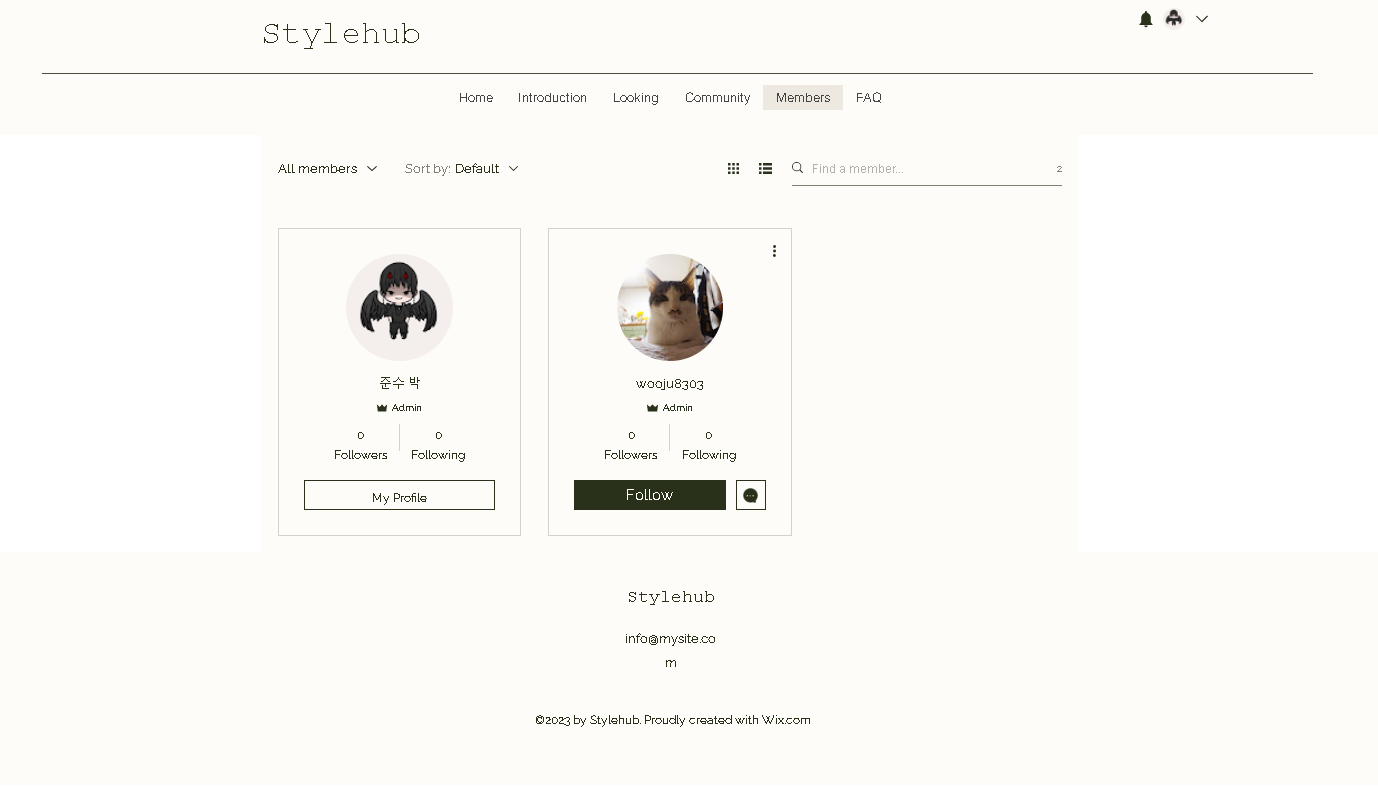 Stylehub
Home Introduction Looking Community Members FAQ
All members Sort by: Default Find a member... 2
준수 박
Admin
0 0
Followers Following
My Profile
wooju8303
Admin
0 0
Followers Following
Follow
Stylehub
info@mysite.co
m
©2023 by Stylehub. Proudly created with Wix.com